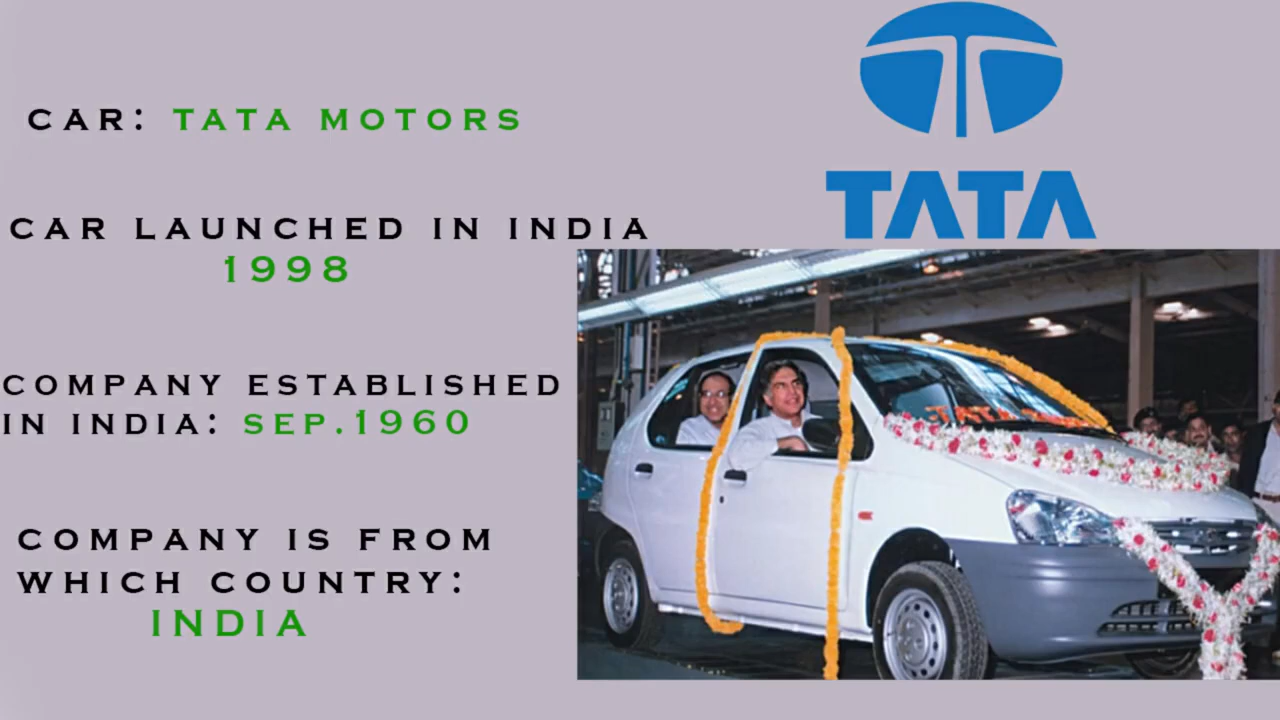 CAR: TATA MOTORS
CAR LAUNCHED IN INDIA
1998
COMPANY ESTABLISHED
IN INDIA: SEP.1960
COMPANY IS FROM
WHICH COUNTRY:
INDIA
TATA
TATA